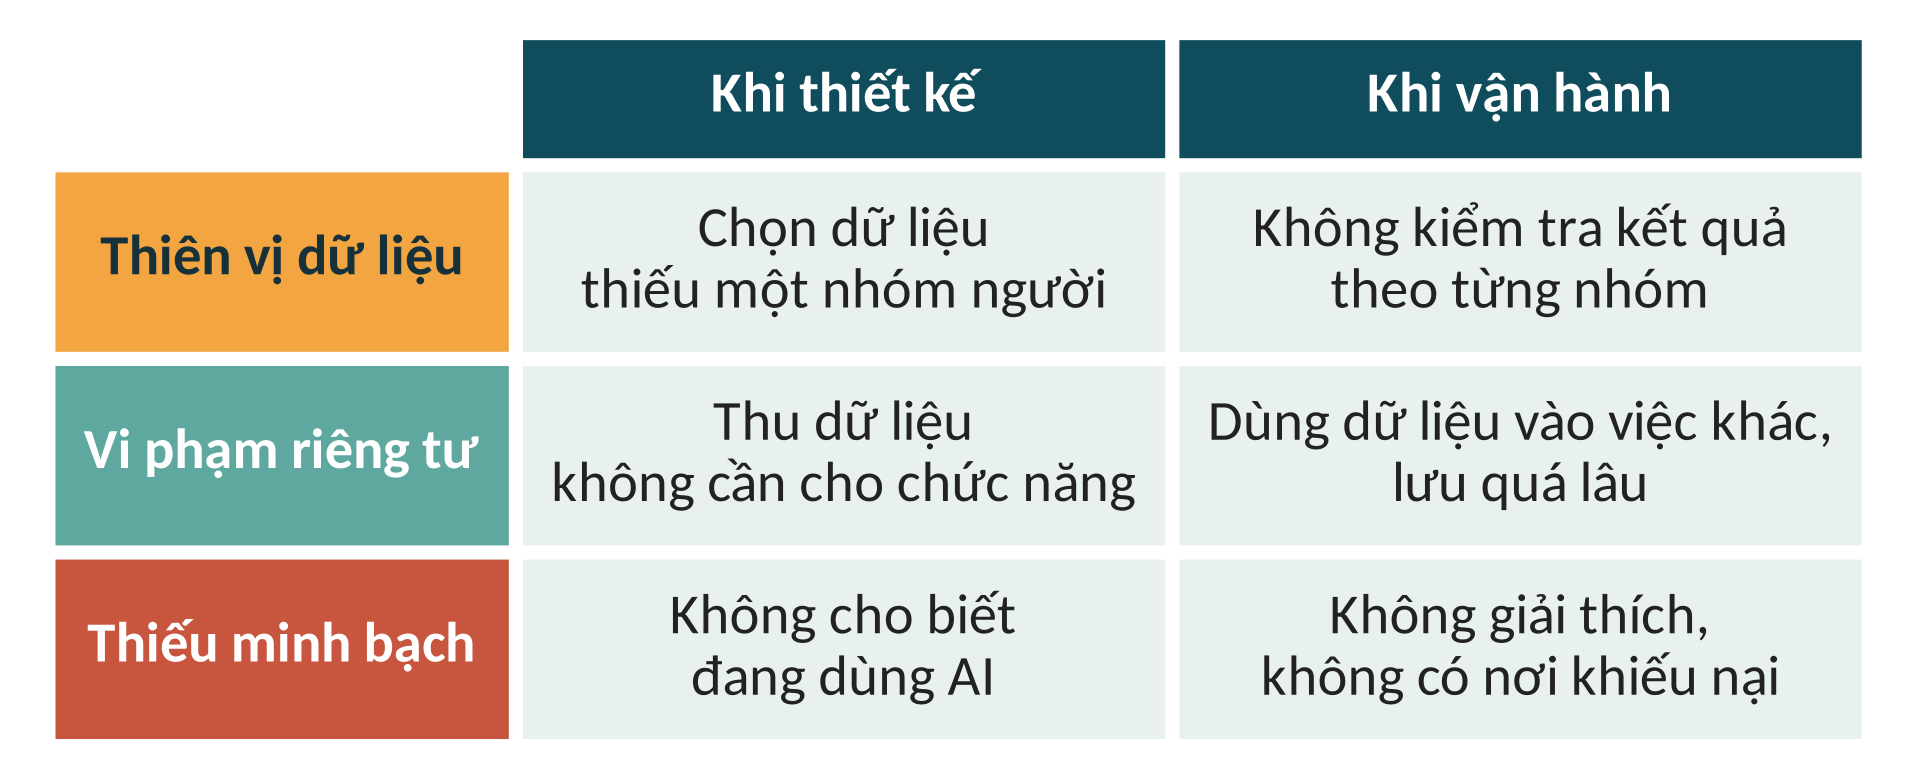 Khi thiết kế
Khi vận hành
Thiên vị dữ liệu
Chọn dữ liệu
thiếu một nhóm người
Không kiểm tra kết quả
theo từng nhóm
Vi phạm riêng tư
Thu dữ liệu
không cần cho chức năng
Dùng dữ liệu vào việc khác,
lưu quá lâu
Thiếu minh bạch
Không cho biết
đang dùng AI
Không giải thích,
không có nơi khiếu nại